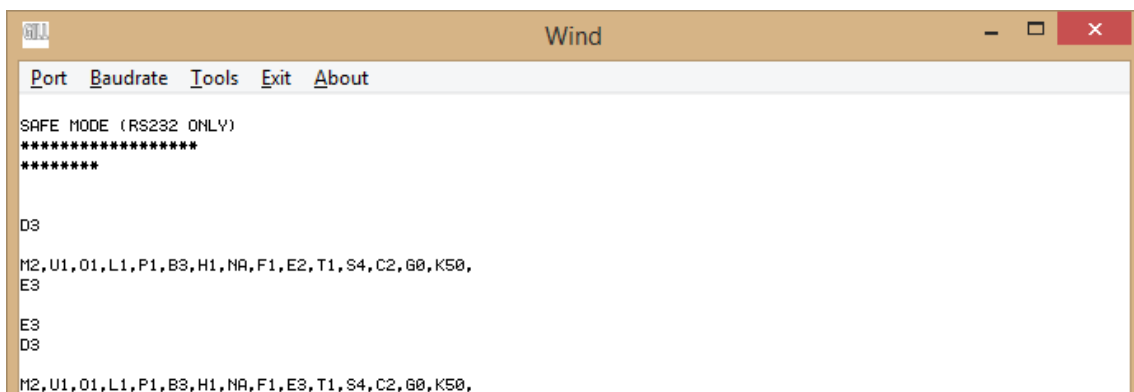 GILL
Wind
Port Baudrate Tools Exit About
SAFE MODE (RS232 ONLY)
******************
********
D3
M2,U1,O1,L1,P1,B3,H1,NA,F1,E2,T1,S4,C2,G0,K50,
E3
E3
D3
M2,U1,O1,L1,P1,B3,H1,NA,F1,E3,T1,S4,C2,G0,K50,